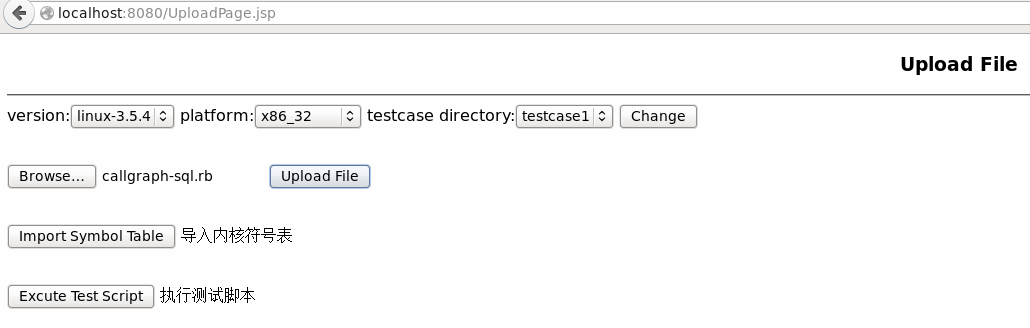 localhost:8080/UploadPage.jsp
Upload File
version: linux-3.5.4 platform: x86_32 testcase directory: testcase1 Change
Browse... callgraph-sql.rb Upload File
Import Symbol Table 导入内核符号表
Excute Test Script 执行测试脚本